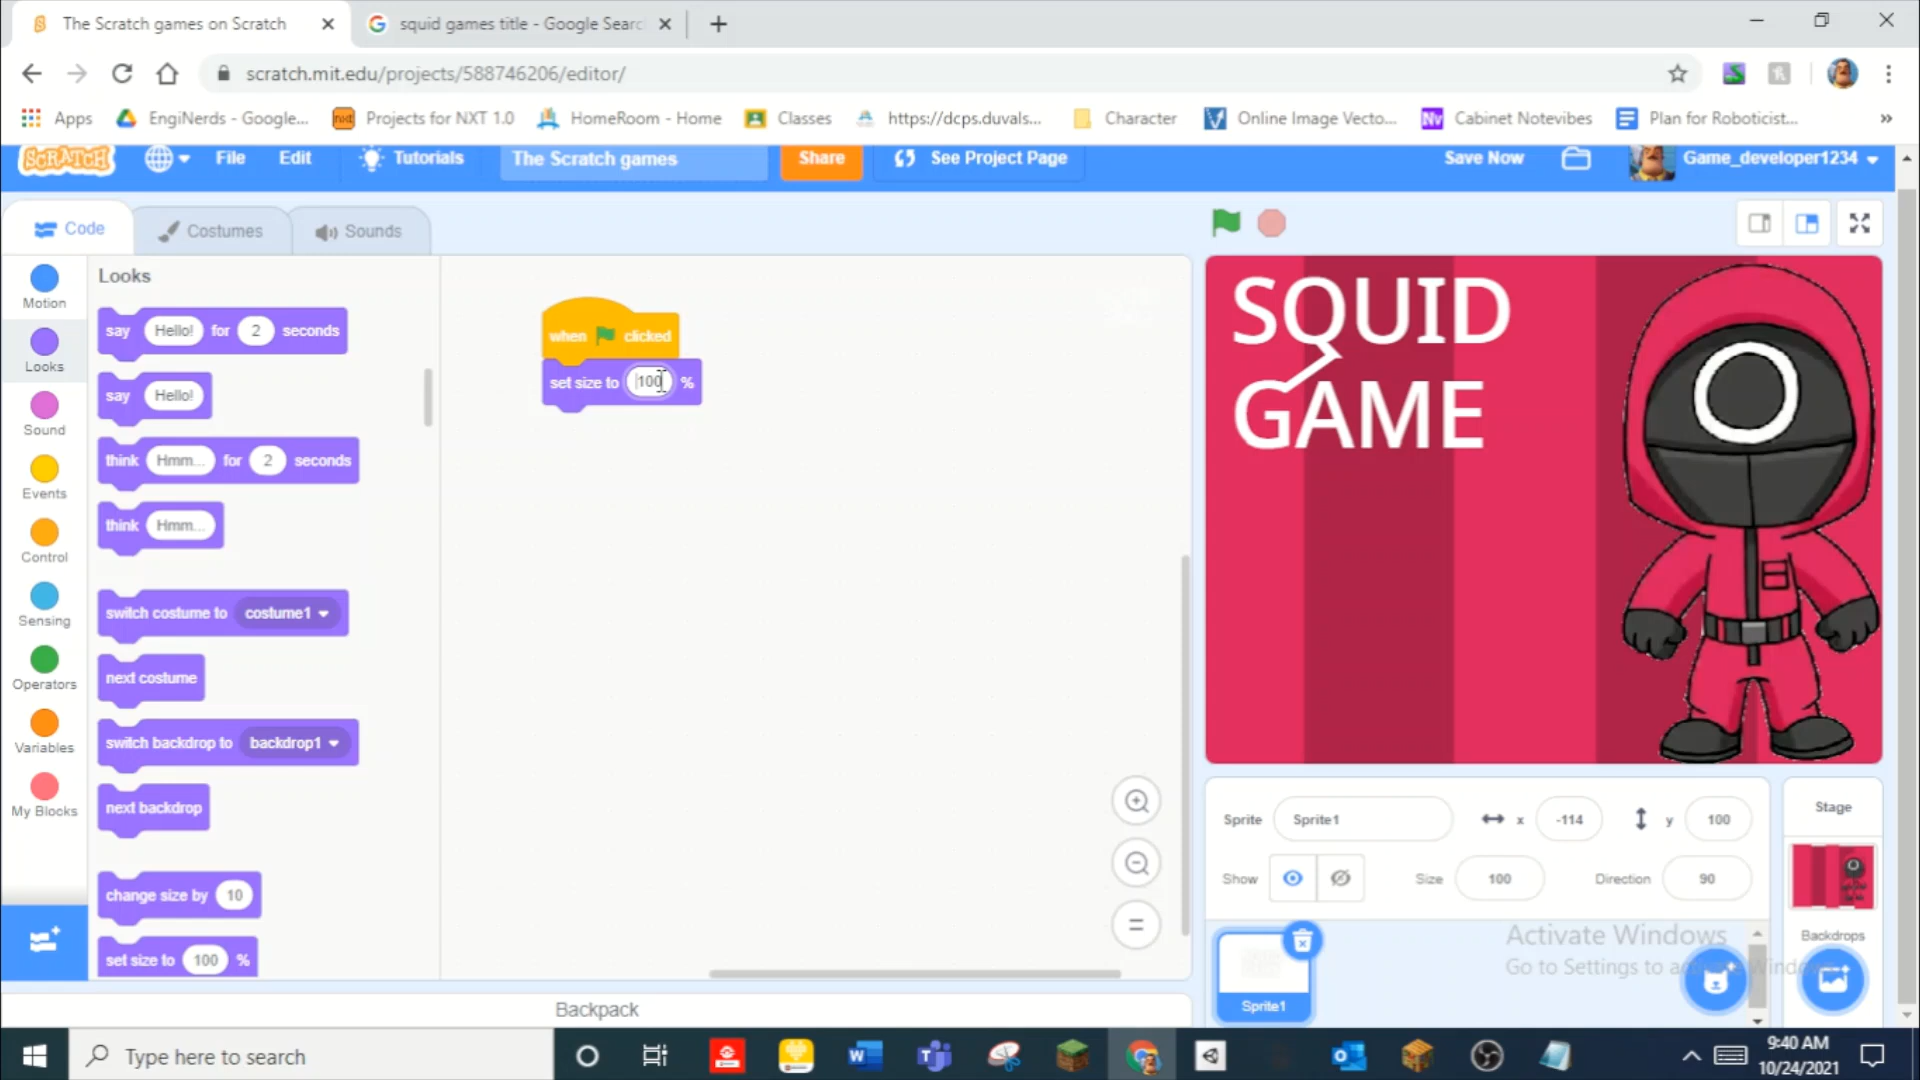 The Scratch games on Scratch
squid games title - Google Searc
scratch.mit.edu/projects/588746206/editor/
Apps
EngiNerds - Google...
nxt
Projects for NXT 1.0
HomeRoom - Home
Classes
https://dcps.duvals...
Character
Online Image Vecto...
Nv
Cabinet Notevibes
Plan for Roboticist...
»
SCRATCH
File
Edit
Tutorials
The Scratch games
Share
See Project Page
Save Now
Game_developer1234
Code
Costumes
Sounds
Motion
Looks
Sound
Events
Control
Sensing
Operators
Variables
My Blocks
Looks
say Hello! for 2 seconds
say Hello!
think Hmm... for 2 seconds
think Hmm...
switch costume to costume1
next costume
switch backdrop to backdrop1
next backdrop
change size by 10
set size to 100 %
when clicked
set size to 100 %
SQUID
GAME
Sprite
Sprite1
x
-114
y
100
Show
Size
100
Direction
90
Stage
Backdrops
Sprite1
Activate Windows
Go to Settings to a
Backpack
Type here to search
9:40 AM
10/24/2021